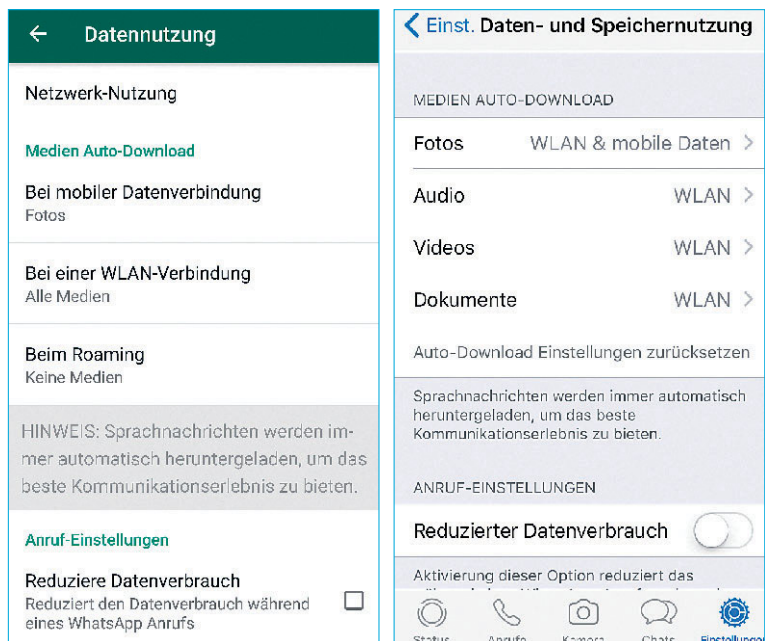 Datennutzung
Netzwerk-Nutzung
Medien Auto-Download
Bei mobiler Datenverbindung
Fotos
Bei einer WLAN-Verbindung
Alle Medien
Beim Roaming
Keine Medien
HINWEIS: Sprachnachrichten werden im-
mer automatisch heruntergeladen, um das
beste Kommunikationserlebnis zu bieten.
Anruf-Einstellungen
Reduziere Datenverbrauch
Reduziert den Datenverbrauch während
eines WhatsApp Anrufs
Einst. Daten- und Speichernutzung
MEDIEN AUTO-DOWNLOAD
Fotos WLAN & mobile Daten
Audio WLAN
Videos WLAN
Dokumente WLAN
Auto-Download Einstellungen zurücksetzen
Sprachnachrichten werden immer automatisch
heruntergeladen, um das beste
Kommunikationserlebnis zu bieten.
ANRUF-EINSTELLUNGEN
Reduzierter Datenverbrauch
Aktivierung dieser Option reduziert das
Status Anrufe Kamera Chats Einstellungen